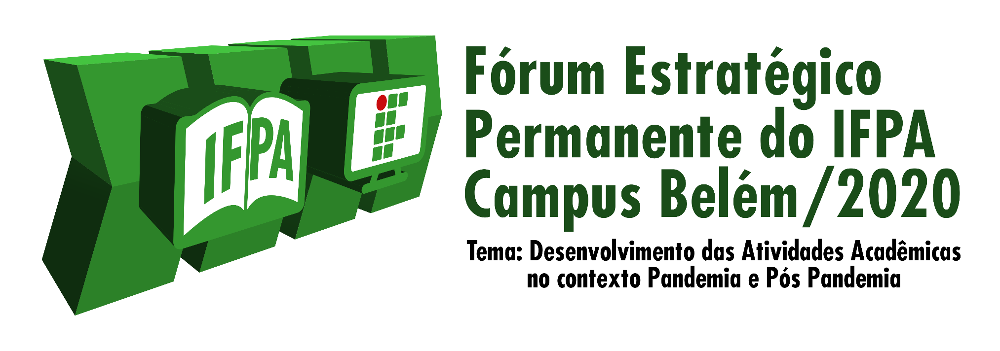 IFPA
Fórum Estratégico
Permanente do IFPA
Campus Belém/2020
Tema: Desenvolvimento das Atividades Acadêmicas
no contexto Pandemia e Pós Pandemia